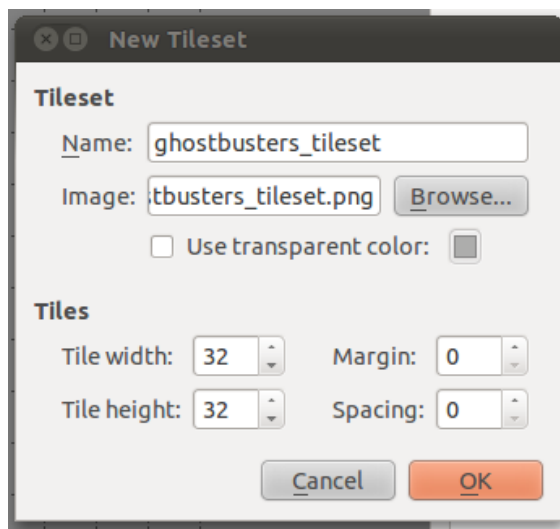 New Tileset
Tileset
Name: ghostbusters_tileset
Image: stbusters_tileset.png Browse...
Use transparent color:
Tiles
Tile width: 32 Margin: 0
Tile height: 32 Spacing: 0
Cancel OK